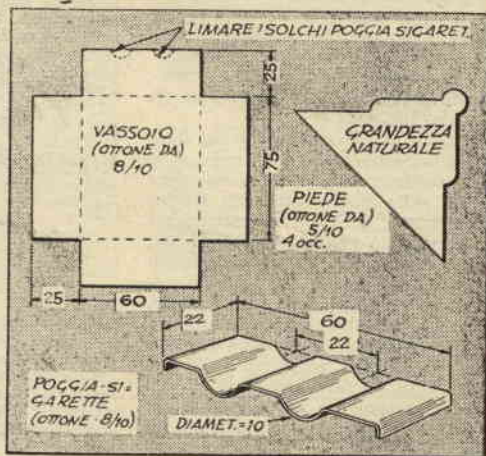 LIMARE I SOLCHI POGGIA SIGARET.
25
VASSOIO
(OTTONE DA)
8/10
75
GRANDEZZA
NATURALE
PIEDE
(OTTONE DA)
5/10
4 occ.
25
60
22
60
22
POGGIA-SI=
GARETTE
(OTTONE 8/10)
DIAMET.=10